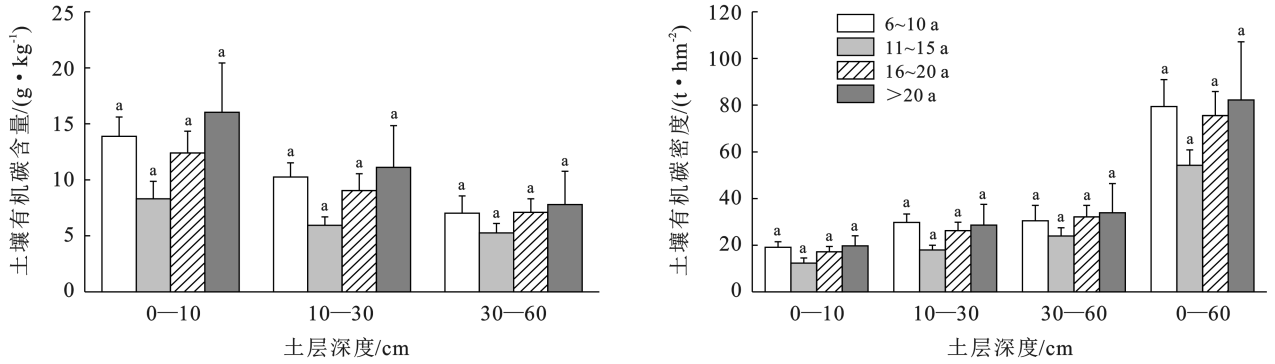 25
20
15
10
5
0
土壤有机碳含量/(g·kg⁻¹)
a a a a
a a a a
a a a a
0—10 10—30 30—60
土层深度/cm
120
100
80
60
40
20
0
土壤有机碳密度/(t·hm⁻²)
6~10 a
11~15 a
16~20 a
>20 a
a a a a
a a a a
a a a a
a a a a
0—10 10—30 30—60 0—60
土层深度/cm